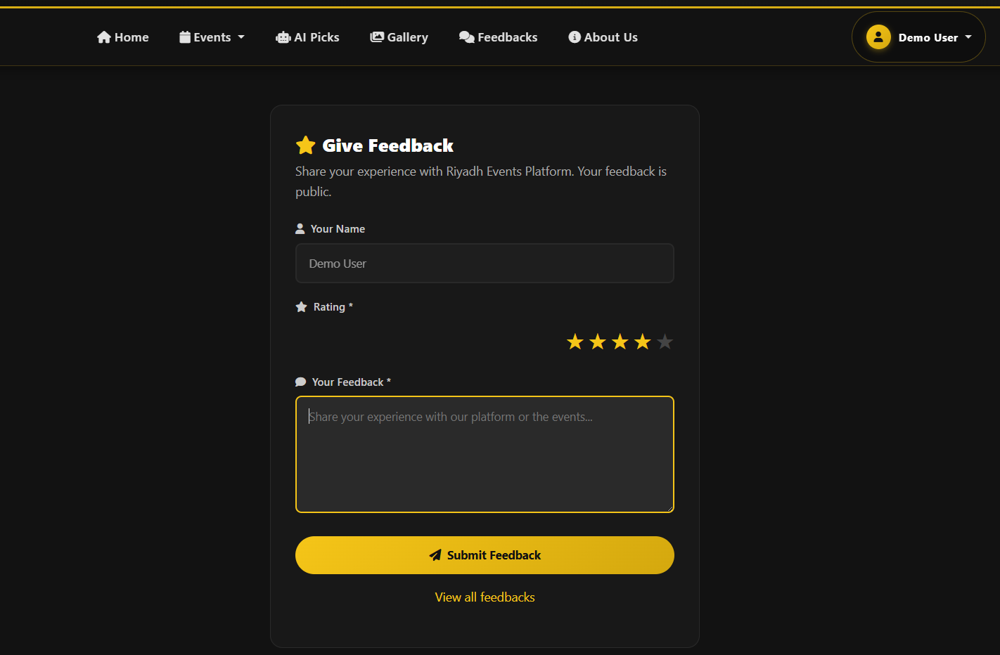 Home Events AI Picks Gallery Feedbacks About Us Demo User
Give Feedback
Share your experience with Riyadh Events Platform. Your feedback is
public.
Your Name
Demo User
Rating *
Your Feedback *
Share your experience with our platform or the events...
Submit Feedback
View all feedbacks